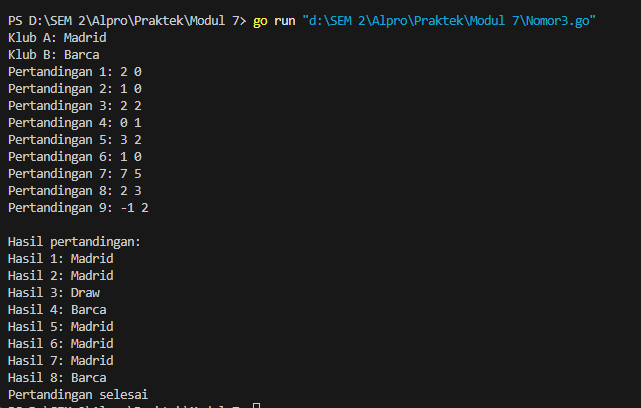 PS D:\SEM 2\Alpro\Praktek\Modul 7> go run "d:\SEM 2\Alpro\Praktek\Modul 7\Nomor3.go"
Klub A: Madrid
Klub B: Barca
Pertandingan 1: 2 0
Pertandingan 2: 1 0
Pertandingan 3: 2 2
Pertandingan 4: 0 1
Pertandingan 5: 3 2
Pertandingan 6: 1 0
Pertandingan 7: 7 5
Pertandingan 8: 2 3
Pertandingan 9: -1 2
Hasil pertandingan:
Hasil 1: Madrid
Hasil 2: Madrid
Hasil 3: Draw
Hasil 4: Barca
Hasil 5: Madrid
Hasil 6: Madrid
Hasil 7: Madrid
Hasil 8: Barca
Pertandingan selesai